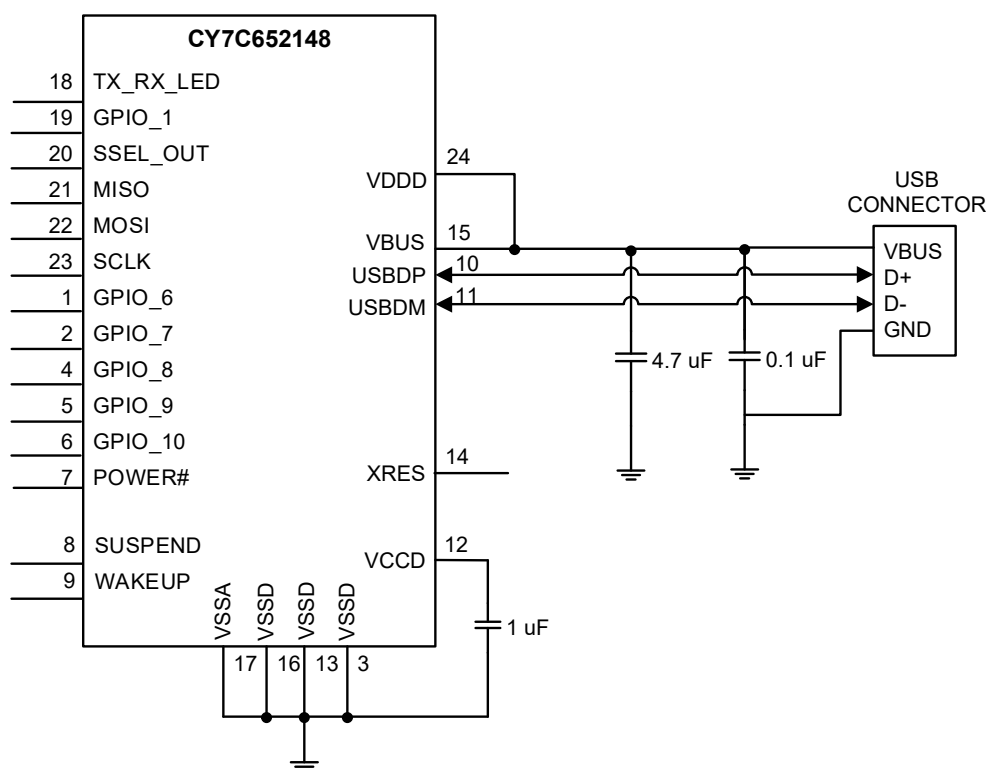 CY7C652148
18 TX_RX_LED
19 GPIO_1
20 SSEL_OUT
21 MISO
22 MOSI
23 SCLK
1 GPIO_6
2 GPIO_7
4 GPIO_8
5 GPIO_9
6 GPIO_10
7 POWER#
8 SUSPEND
9 WAKEUP
VDDD 24
VBUS 15
USBDP 10
USBDM 11
XRES 14
VCCD 12
VSSA
VSSD
VSSD
VSSD
17 16 13 3
4.7 uF
0.1 uF
1 uF
USB
CONNECTOR
VBUS
D+
D-
GND